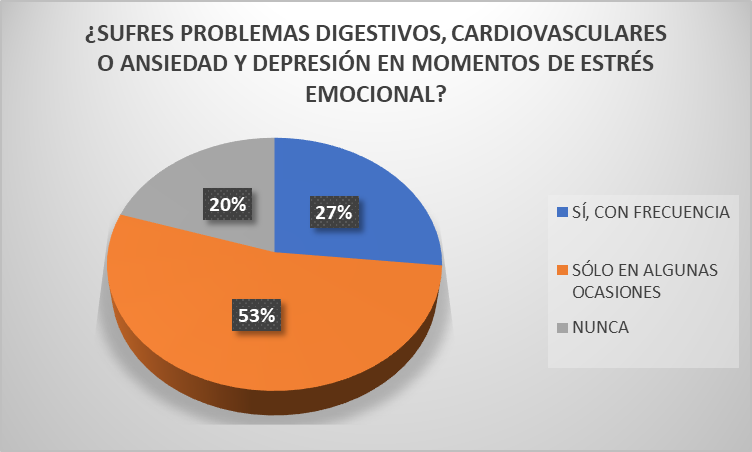 ¿SUFRES PROBLEMAS DIGESTIVOS, CARDIOVASCULARES
O ANSIEDAD Y DEPRESIÓN EN MOMENTOS DE ESTRÉS
EMOCIONAL?
20%
27%
53%
SÍ, CON FRECUENCIA
SÓLO EN ALGUNAS
OCASIONES
NUNCA